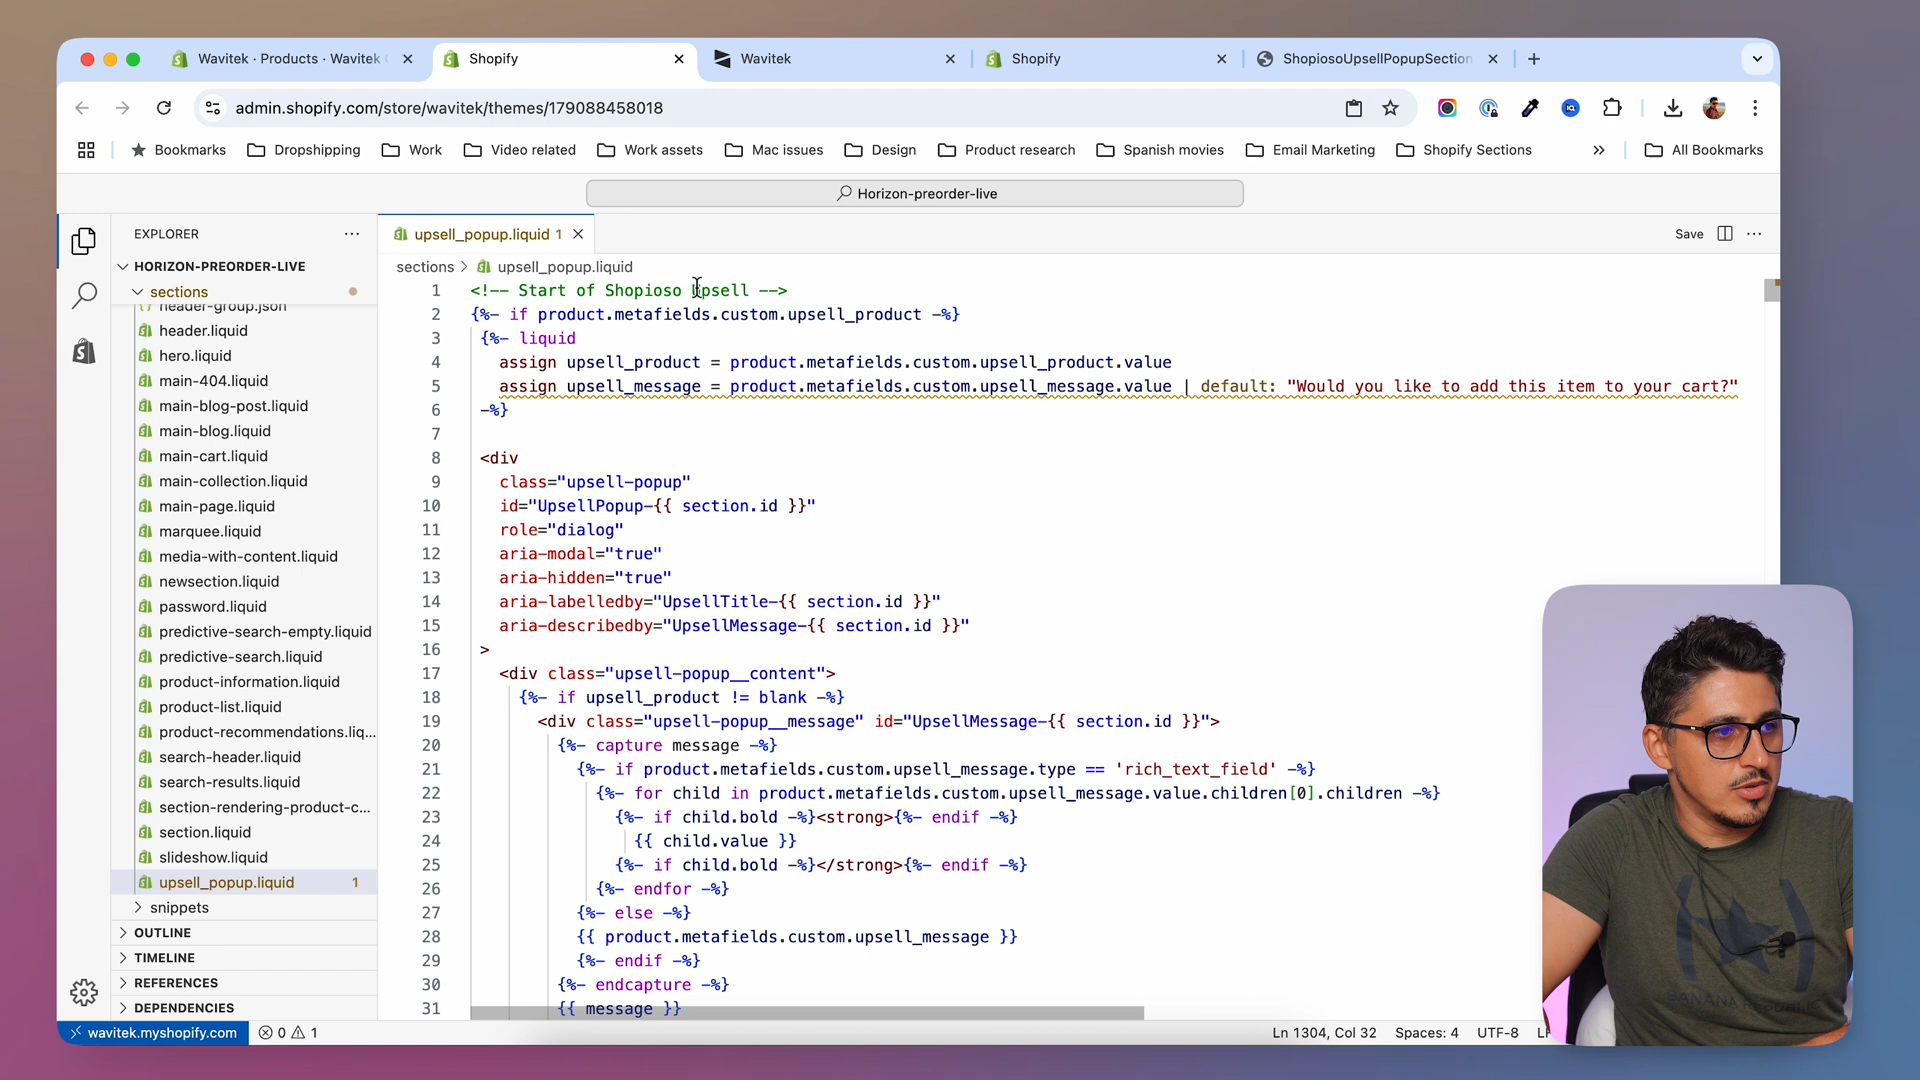 Wavitek · Products · Wavitek
Shopify
Wavitek
Shopify
ShopiosoUpsellPopupSection
admin.shopify.com/store/wavitek/themes/179088458018
Bookmarks
Dropshipping
Work
Video related
Work assets
Mac issues
Design
Product research
Spanish movies
Email Marketing
Shopify Sections
»
All Bookmarks
Horizon-preorder-live
EXPLORER
HORIZON-PREORDER-LIVE
sections
header-group.json
header.liquid
hero.liquid
main-404.liquid
main-blog-post.liquid
main-blog.liquid
main-cart.liquid
main-collection.liquid
main-page.liquid
marquee.liquid
media-with-content.liquid
newsection.liquid
password.liquid
predictive-search-empty.liquid
predictive-search.liquid
product-information.liquid
product-list.liquid
product-recommendations.liq...
search-header.liquid
search-results.liquid
section-rendering-product-c...
section.liquid
slideshow.liquid
upsell_popup.liquid 1
snippets
OUTLINE
TIMELINE
REFERENCES
DEPENDENCIES
upsell_popup.liquid 1
Save
sections > upsell_popup.liquid
1 <!-- Start of Shopioso Upsell -->
2 {%- if product.metafields.custom.upsell_product -%}
3 {%- liquid
4 assign upsell_product = product.metafields.custom.upsell_product.value
5 assign upsell_message = product.metafields.custom.upsell_message.value | default: "Would you like to add this item to your cart?"
6 -%}
7
8 <div
9 class="upsell-popup"
10 id="UpsellPopup-{{ section.id }}"
11 role="dialog"
12 aria-modal="true"
13 aria-hidden="true"
14 aria-labelledby="UpsellTitle-{{ section.id }}"
15 aria-describedby="UpsellMessage-{{ section.id }}"
16 >
17 <div class="upsell-popup__content">
18 {%- if upsell_product != blank -%}
19 <div class="upsell-popup__message" id="UpsellMessage-{{ section.id }}">
20 {%- capture message -%}
21 {%- if product.metafields.custom.upsell_message.type == 'rich_text_field' -%}
22 {%- for child in product.metafields.custom.upsell_message.value.children[0].children -%}
23 {%- if child.bold -%}<strong>{%- endif -%}
24 {{ child.value }}
25 {%- if child.bold -%}</strong>{%- endif -%}
26 {%- endfor -%}
27 {%- else -%}
28 {{ product.metafields.custom.upsell_message }}
29 {%- endif -%}
30 {%- endcapture -%}
31 {{ message }}
BANANA REPUBLIC
wavitek.myshopify.com
0
1
Ln 1304, Col 32
Spaces: 4
UTF-8